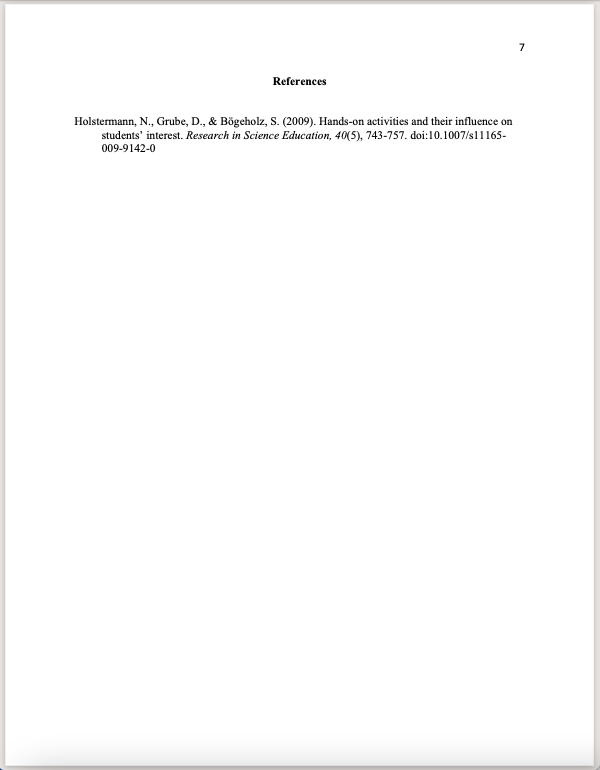 7
References
Holstermann, N., Grube, D., & Bögeholz, S. (2009). Hands-on activities and their influence on
students’ interest. Research in Science Education, 40(5), 743-757. doi:10.1007/s11165-
009-9142-0